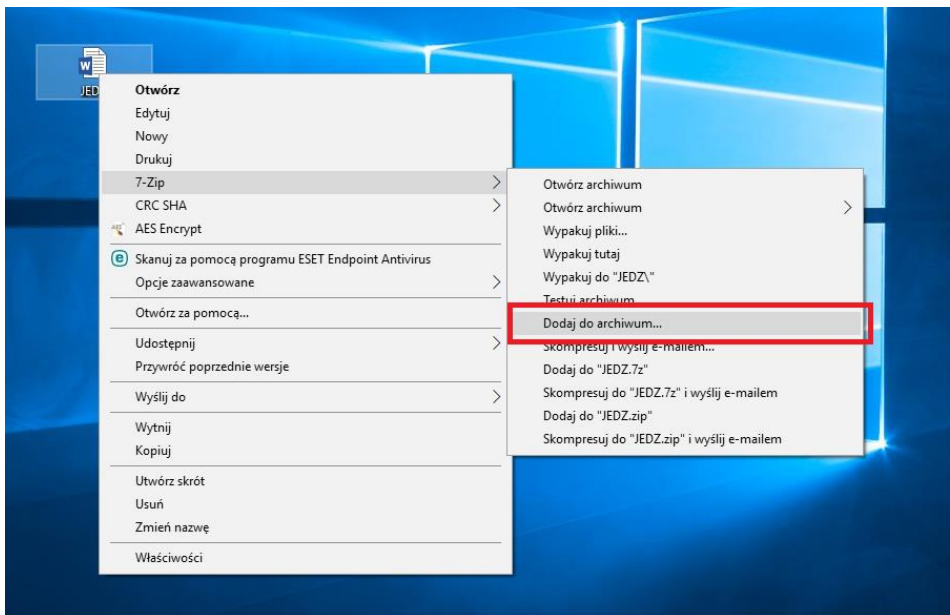 JED
Otwórz
Edytuj
Nowy
Drukuj
7-Zip
CRC SHA
AES Encrypt
Skanuj za pomocą programu ESET Endpoint Antivirus
Opcje zaawansowane
Otwórz za pomocą...
Udostępnij
Przywróć poprzednie wersje
Wyślij do
Wytnij
Kopiuj
Utwórz skrót
Usuń
Zmień nazwę
Właściwości
Otwórz archiwum
Otwórz archiwum
Wypakuj pliki...
Wypakuj tutaj
Wypakuj do "JEDZ\"
Testuj archiwum
Dodaj do archiwum...
Skompresuj i wyślij e-mailem...
Dodaj do "JEDZ.7z"
Skompresuj do "JEDZ.7z" i wyślij e-mailem
Dodaj do "JEDZ.zip"
Skompresuj do "JEDZ.zip" i wyślij e-mailem